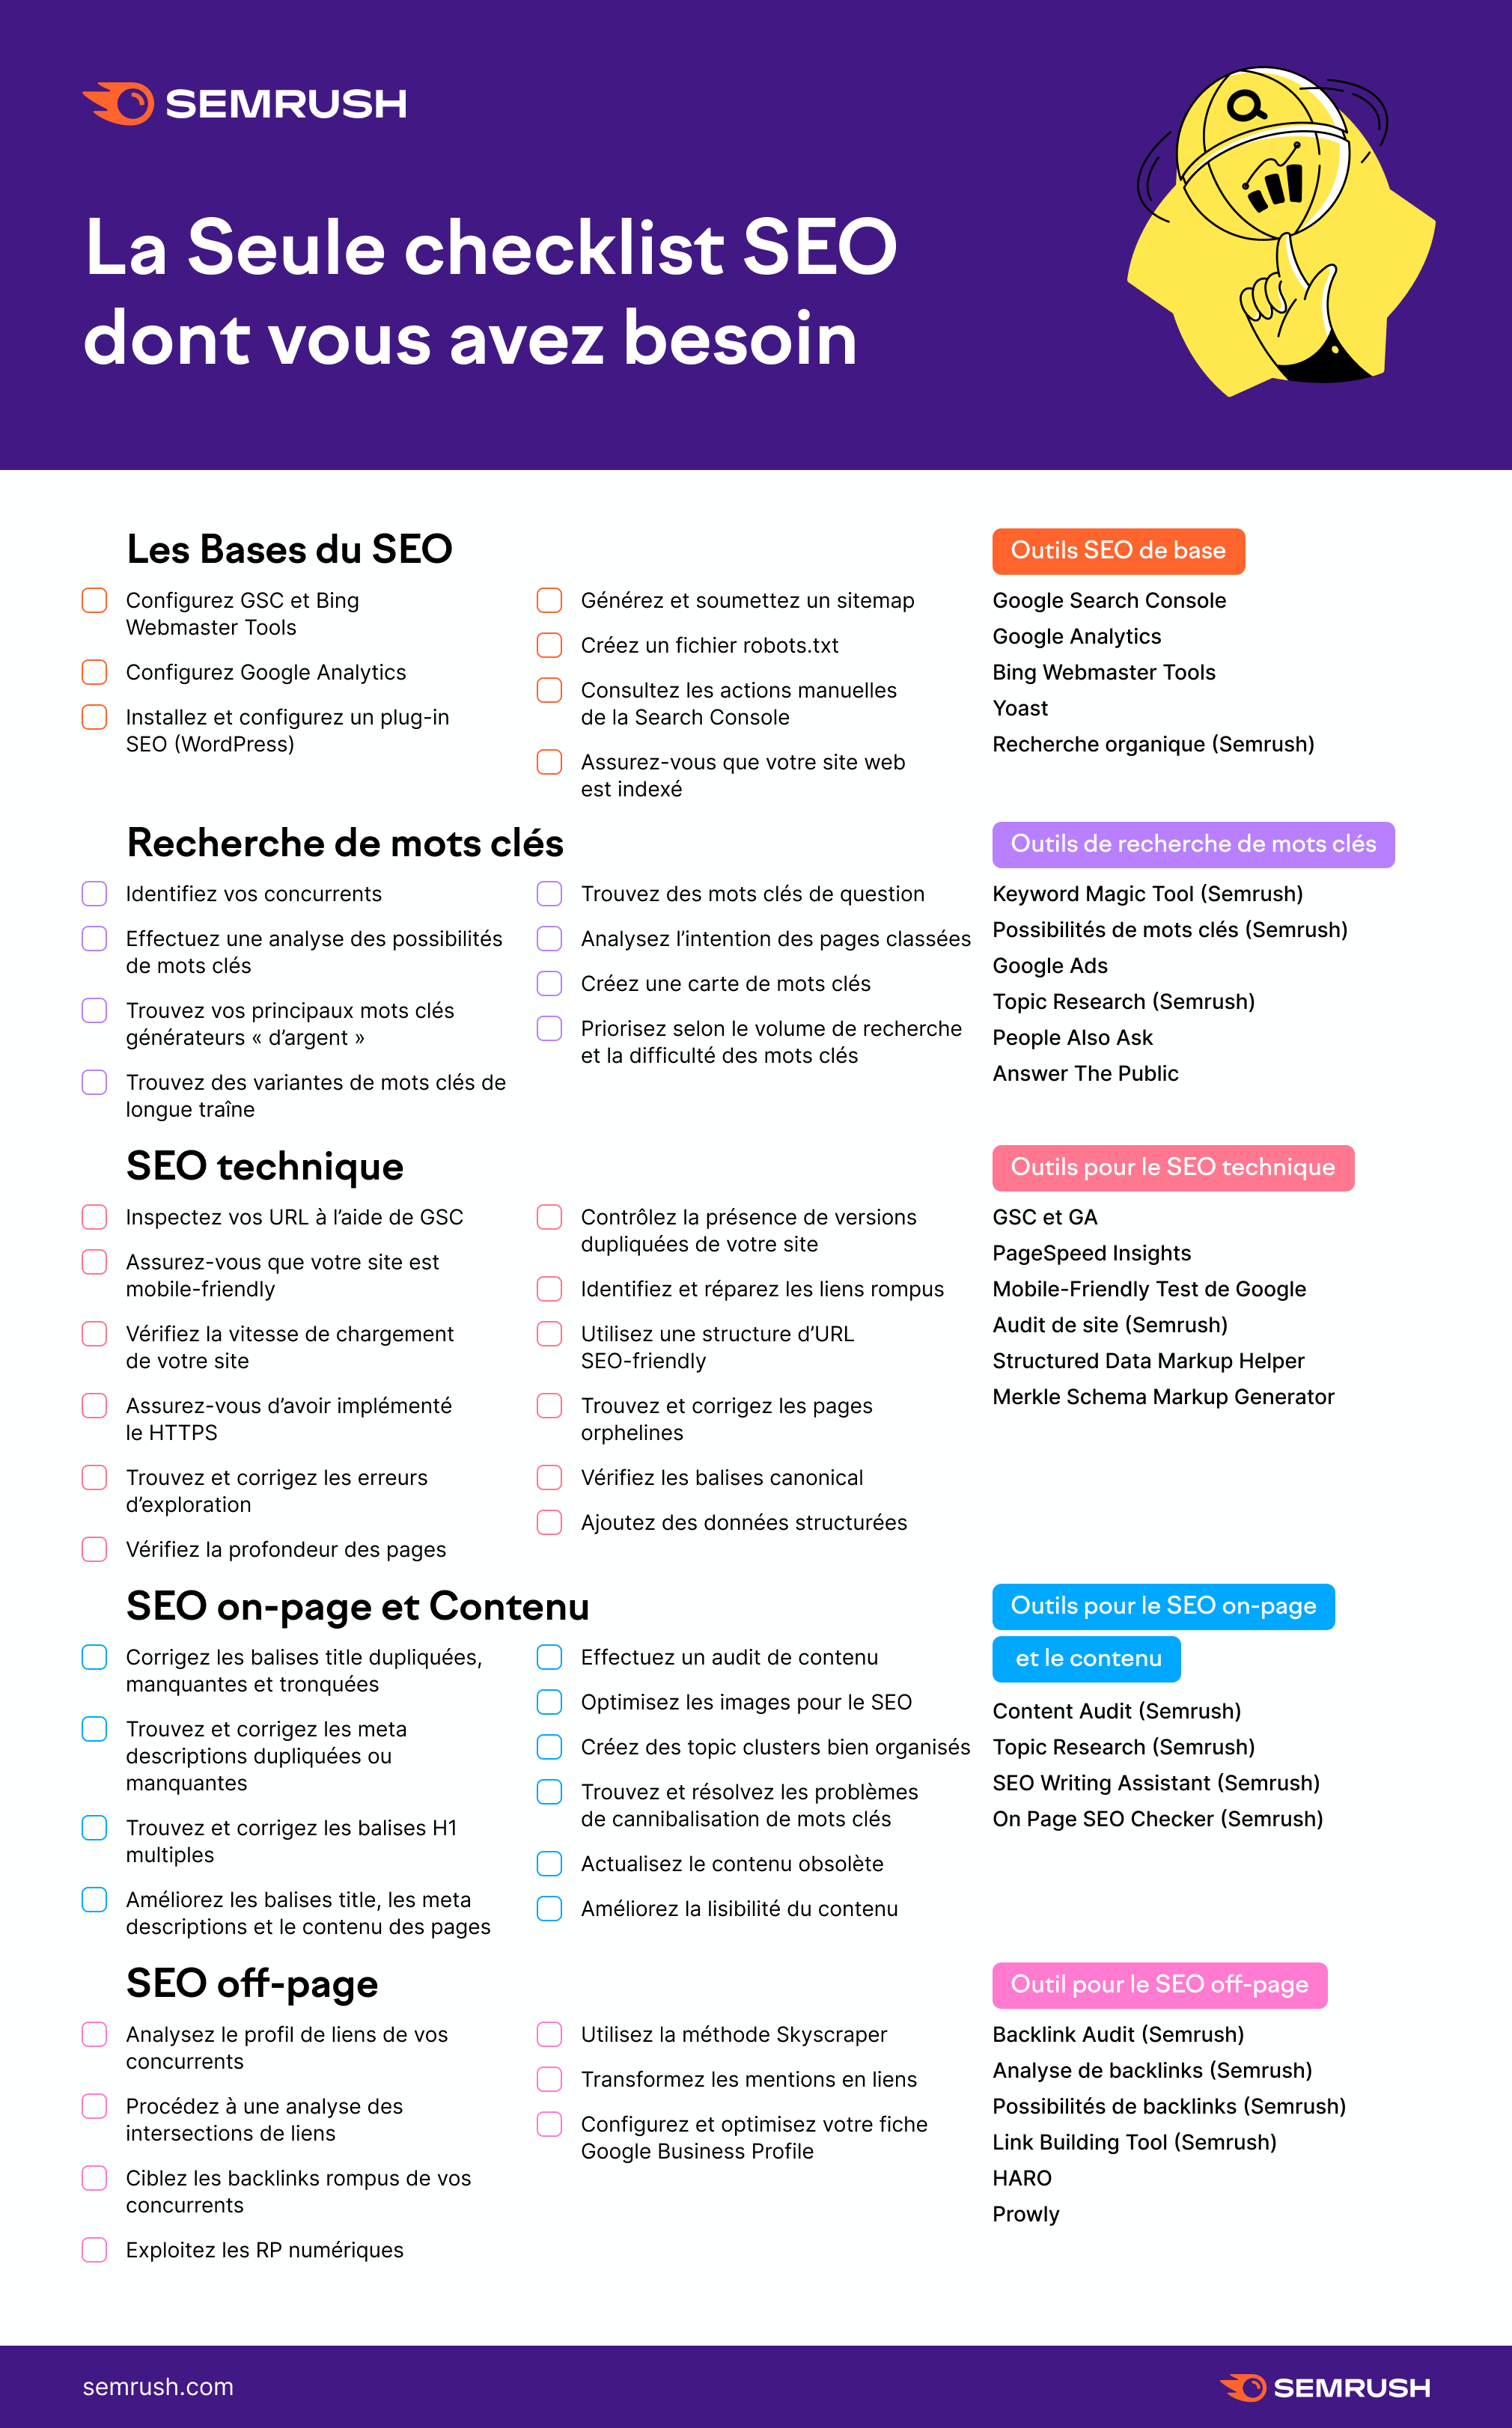 SEMRUSH
La Seule checklist SEO
dont vous avez besoin
Les Bases du SEO
Configurez GSC et Bing
Webmaster Tools
Configurez Google Analytics
Installez et configurez un plug-in
SEO (WordPress)
Générez et soumettez un sitemap
Créez un fichier robots.txt
Consultez les actions manuelles
de la Search Console
Assurez-vous que votre site web
est indexé
Outils SEO de base
Google Search Console
Google Analytics
Bing Webmaster Tools
Yoast
Recherche organique (Semrush)
Recherche de mots clés
Identifiez vos concurrents
Effectuez une analyse des possibilités
de mots clés
Trouvez vos principaux mots clés
générateurs « d’argent »
Trouvez des variantes de mots clés de
longue traîne
Trouvez des mots clés de question
Analysez l’intention des pages classées
Créez une carte de mots clés
Priorisez selon le volume de recherche
et la difficulté des mots clés
Outils de recherche de mots clés
Keyword Magic Tool (Semrush)
Possibilités de mots clés (Semrush)
Google Ads
Topic Research (Semrush)
People Also Ask
Answer The Public
SEO technique
Inspectez vos URL à l’aide de GSC
Assurez-vous que votre site est
mobile-friendly
Vérifiez la vitesse de chargement
de votre site
Assurez-vous d’avoir implémenté
le HTTPS
Trouvez et corrigez les erreurs
d’exploration
Vérifiez la profondeur des pages
Contrôlez la présence de versions
dupliquées de votre site
Identifiez et réparez les liens rompus
Utilisez une structure d’URL
SEO-friendly
Trouvez et corrigez les pages
orphelines
Vérifiez les balises canonical
Ajoutez des données structurées
Outils pour le SEO technique
GSC et GA
PageSpeed Insights
Mobile-Friendly Test de Google
Audit de site (Semrush)
Structured Data Markup Helper
Merkle Schema Markup Generator
SEO on-page et Contenu
Corrigez les balises title dupliquées,
manquantes et tronquées
Trouvez et corrigez les meta
descriptions dupliquées ou
manquantes
Trouvez et corrigez les balises H1
multiples
Améliorez les balises title, les meta
descriptions et le contenu des pages
Effectuez un audit de contenu
Optimisez les images pour le SEO
Créez des topic clusters bien organisés
Trouvez et résolvez les problèmes
de cannibalisation de mots clés
Actualisez le contenu obsolète
Améliorez la lisibilité du contenu
Outils pour le SEO on-page
et le contenu
Content Audit (Semrush)
Topic Research (Semrush)
SEO Writing Assistant (Semrush)
On Page SEO Checker (Semrush)
SEO off-page
Analysez le profil de liens de vos
concurrents
Procédez à une analyse des
intersections de liens
Ciblez les backlinks rompus de vos
concurrents
Exploitez les RP numériques
Utilisez la méthode Skyscraper
Transformez les mentions en liens
Configurez et optimisez votre fiche
Google Business Profile
Outil pour le SEO off-page
Backlink Audit (Semrush)
Analyse de backlinks (Semrush)
Possibilités de backlinks (Semrush)
Link Building Tool (Semrush)
HARO
Prowly
semrush.com
SEMRUSH